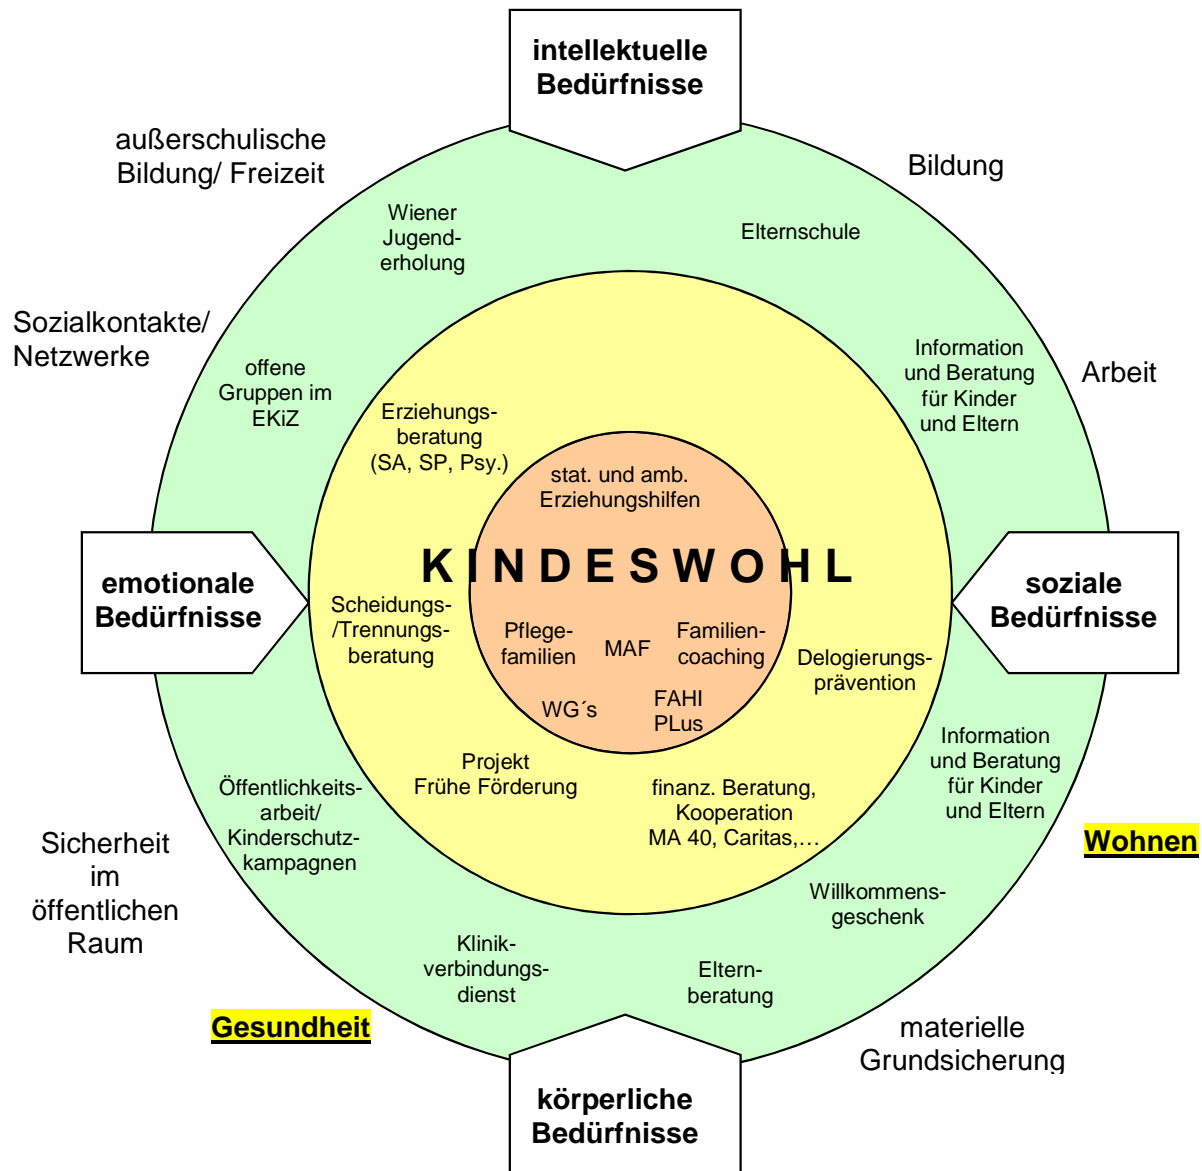 intellektuelle
Bedürfnisse
außerschulische
Bildung/ Freizeit
Bildung
Wiener
Jugend-
erholung
Elternschule
Sozialkontakte/
Netzwerke
offene
Gruppen im
EKiZ
Information
und Beratung
für Kinder
und Eltern
Arbeit
Erziehungs-
beratung
(SA, SP, Psy.)
stat. und amb.
Erziehungshilfen
KINDESWOHL
emotionale
Bedürfnisse
soziale
Bedürfnisse
Scheidungs-
/Trennungs-
beratung
Pflege-
familien
MAF
Familien-
coaching
Delogierungs-
prävention
WG´s
FAHI
PLus
Projekt
Frühe Förderung
finanz. Beratung,
Kooperation
MA 40, Caritas,…
Information
und Beratung
für Kinder
und Eltern
Öffentlichkeits-
arbeit/
Kinderschutz-
kampagnen
Wohnen
Sicherheit
im
öffentlichen
Raum
Willkommens-
geschenk
Klinik-
verbindungs-
dienst
Eltern-
beratung
Gesundheit
materielle
Grundsicherung
körperliche
Bedürfnisse